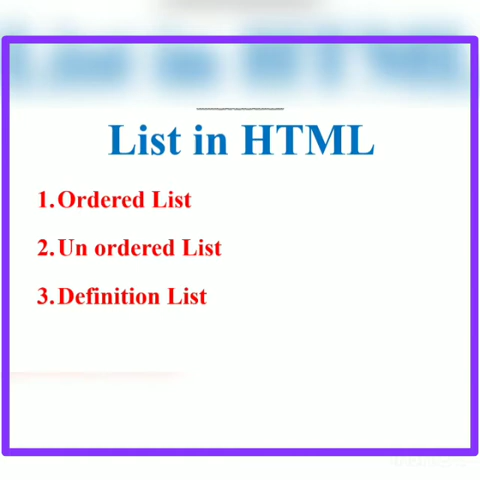 List in HTML
1. Ordered List
2. Un ordered List
3. Definition List